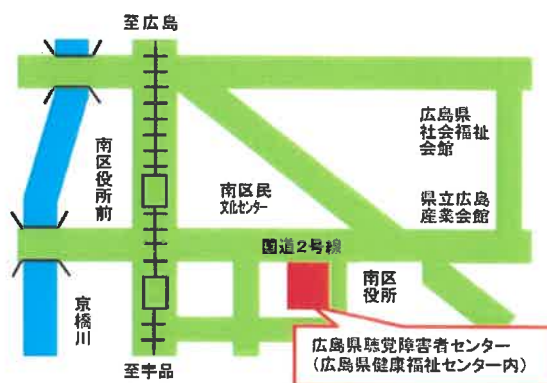 至広島
広島県
社会福祉
会館
南区役所前
南区民
文化センター
県立広島
産業会館
国道2号線
南区
役所
京橋川
広島県聴覚障害者センター
(広島県健康福祉センター内)
至宇品